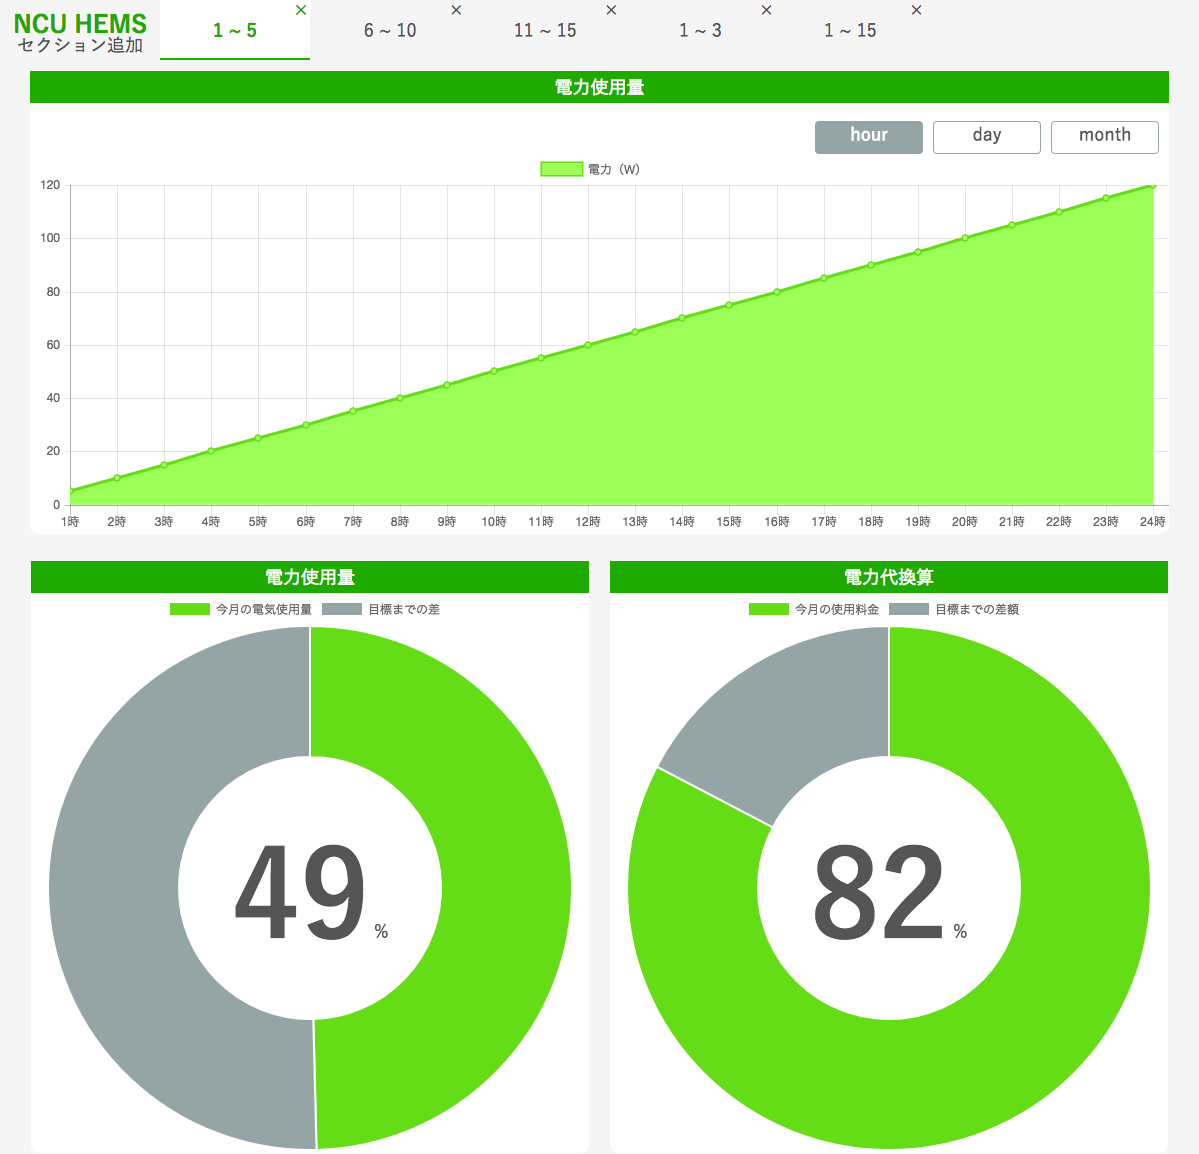 NCU HEMS
セクション追加
×
1 ~ 5
×
6 ~ 10
×
11 ~ 15
×
1 ~ 3
×
1 ~ 15
電力使用量
hour day month
電力（W）
120
100
80
60
40
20
0
1時 2時 3時 4時 5時 6時 7時 8時 9時 10時 11時 12時 13時 14時 15時 16時 17時 18時 19時 20時 21時 22時 23時 24時
電力使用量
今月の電気使用量 目標までの差
49 %
電力代換算
今月の使用料金 目標までの差額
82 %